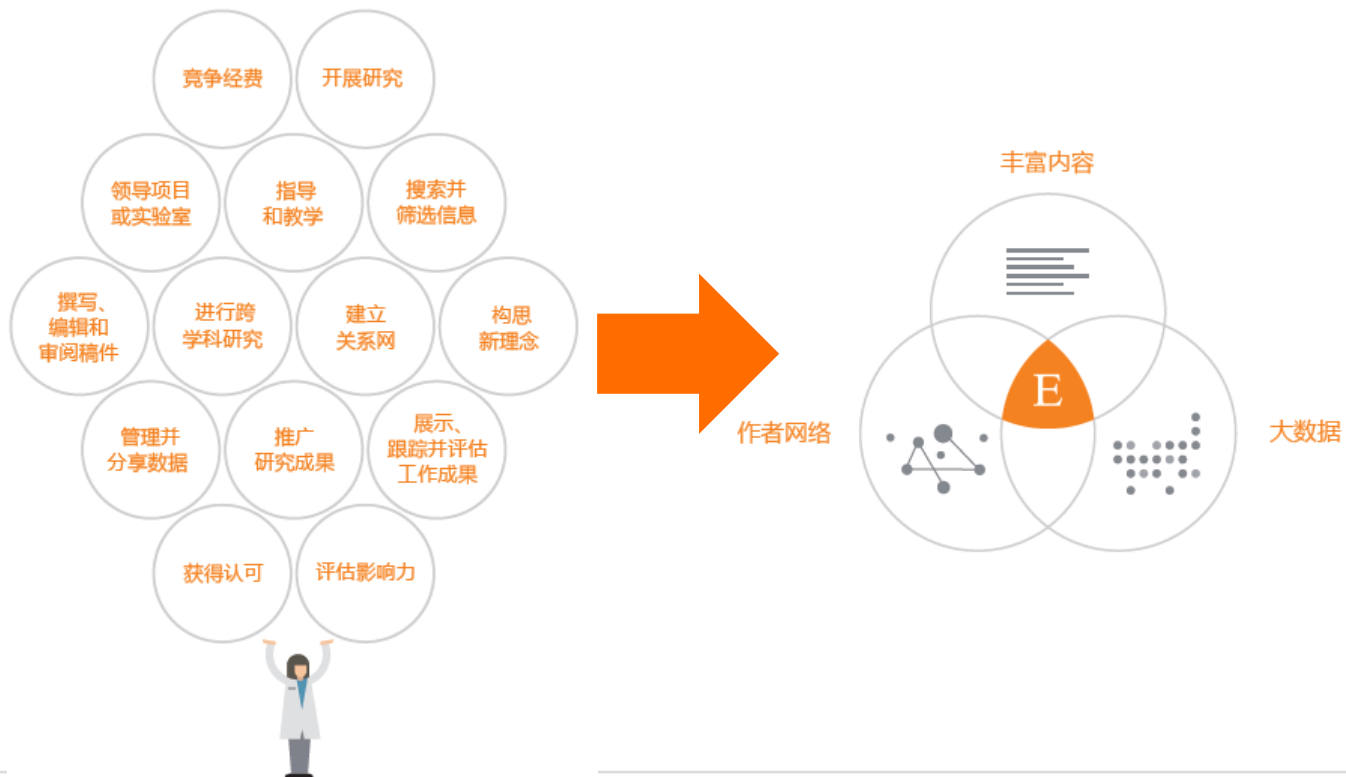 竞争经费
开展研究
领导项目
或实验室
指导
和教学
搜索并
筛选信息
撰写、
编辑和
审阅稿件
进行跨
学科研究
建立
关系网
构思
新理念
管理并
分享数据
推广
研究成果
展示、
跟踪并评估
工作成果
获得认可
评估影响力
丰富内容
E
作者网络
大数据